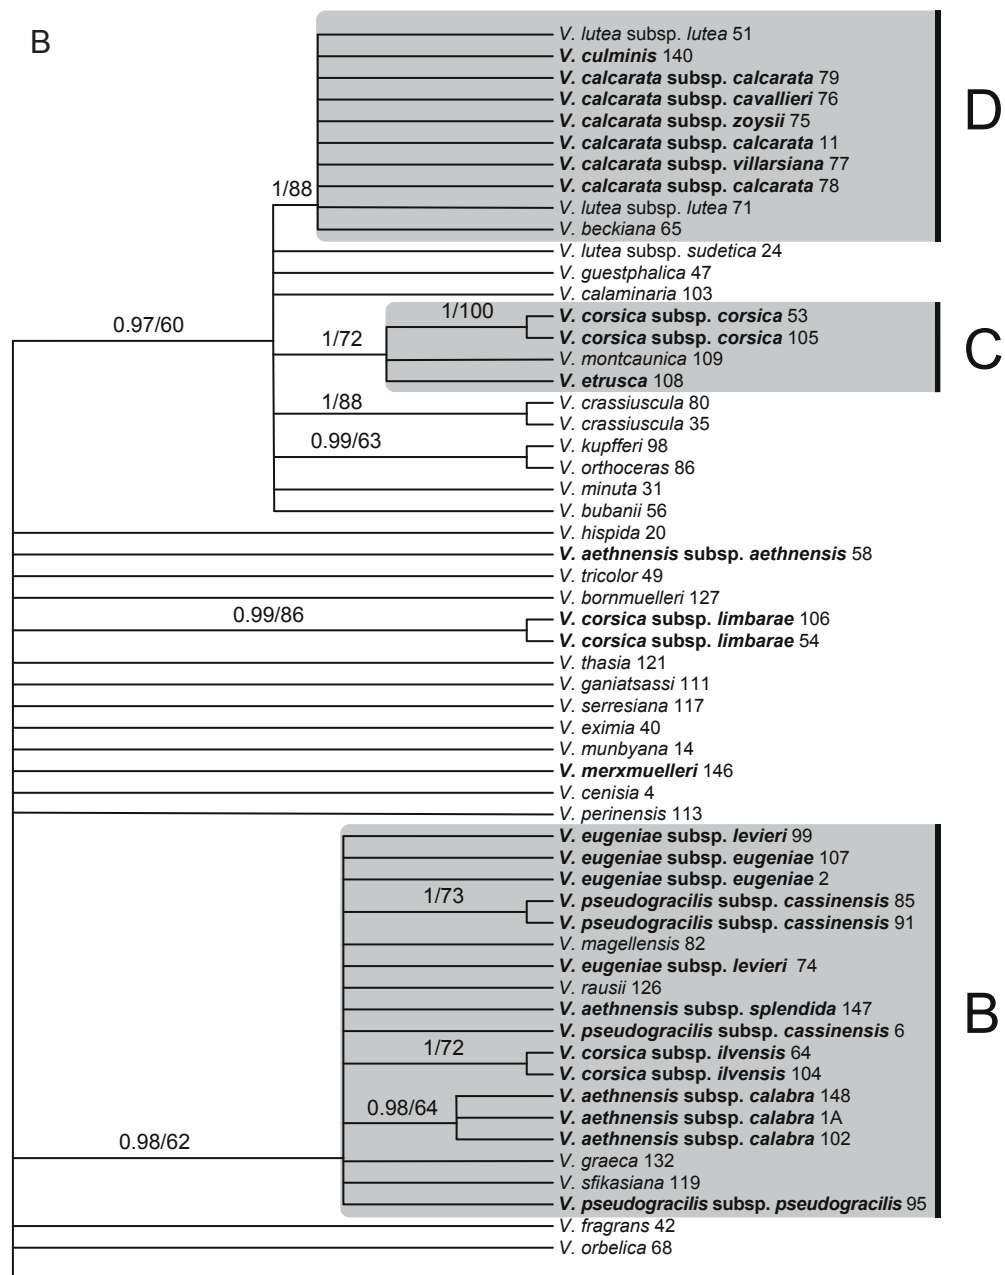 B
V. lutea subsp. lutea 51
V. culminis 140
V. calcarata subsp. calcarata 79
V. calcarata subsp. cavallieri 76
V. calcarata subsp. zoysii 75
V. calcarata subsp. calcarata 11
V. calcarata subsp. villarsiana 77
V. calcarata subsp. calcarata 78
V. lutea subsp. lutea 71
V. beckiana 65
D
1/88
V. lutea subsp. sudetica 24
V. guestphalica 47
V. calaminaria 103
0.97/60
1/72
1/100
V. corsica subsp. corsica 53
V. corsica subsp. corsica 105
V. montcaunica 109
V. etrusca 108
C
1/88
V. crassiuscula 80
V. crassiuscula 35
0.99/63
V. kupfferi 98
V. orthoceras 86
V. minuta 31
V. bubanii 56
V. hispida 20
V. aethnensis subsp. aethnensis 58
V. tricolor 49
V. bornmuelleri 127
0.99/86
V. corsica subsp. limbarae 106
V. corsica subsp. limbarae 54
V. thasia 121
V. ganiatsassi 111
V. serresiana 117
V. eximia 40
V. munbyana 14
V. merxmuelleri 146
V. cenisia 4
V. perinensis 113
V. eugeniae subsp. levieri 99
V. eugeniae subsp. eugeniae 107
V. eugeniae subsp. eugeniae 2
1/73
V. pseudogracilis subsp. cassinensis 85
V. pseudogracilis subsp. cassinensis 91
V. magellensis 82
V. eugeniae subsp. levieri 74
V. rausii 126
V. aethnensis subsp. splendida 147
V. pseudogracilis subsp. cassinensis 6
B
1/72
V. corsica subsp. ilvensis 64
V. corsica subsp. ilvensis 104
0.98/64
V. aethnensis subsp. calabra 148
V. aethnensis subsp. calabra 1A
V. aethnensis subsp. calabra 102
0.98/62
V. graeca 132
V. sfikasiana 119
V. pseudogracilis subsp. pseudogracilis 95
V. fragrans 42
V. orbelica 68